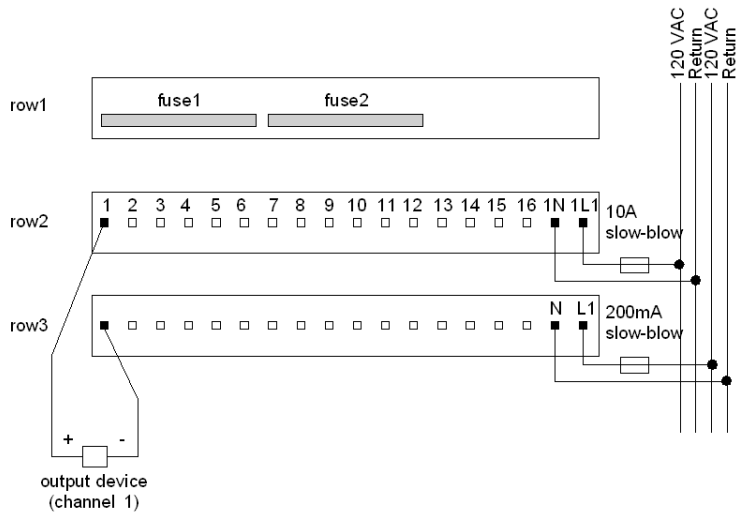 120 VAC
Return
120 VAC
Return
row1
fuse1 fuse2
row2
1 2 3 4 5 6 7 8 9 10 11 12 13 14 15 16 1N 1L1
10A
slow-blow
row3
N L1
200mA
slow-blow
+ -
output device
(channel 1)